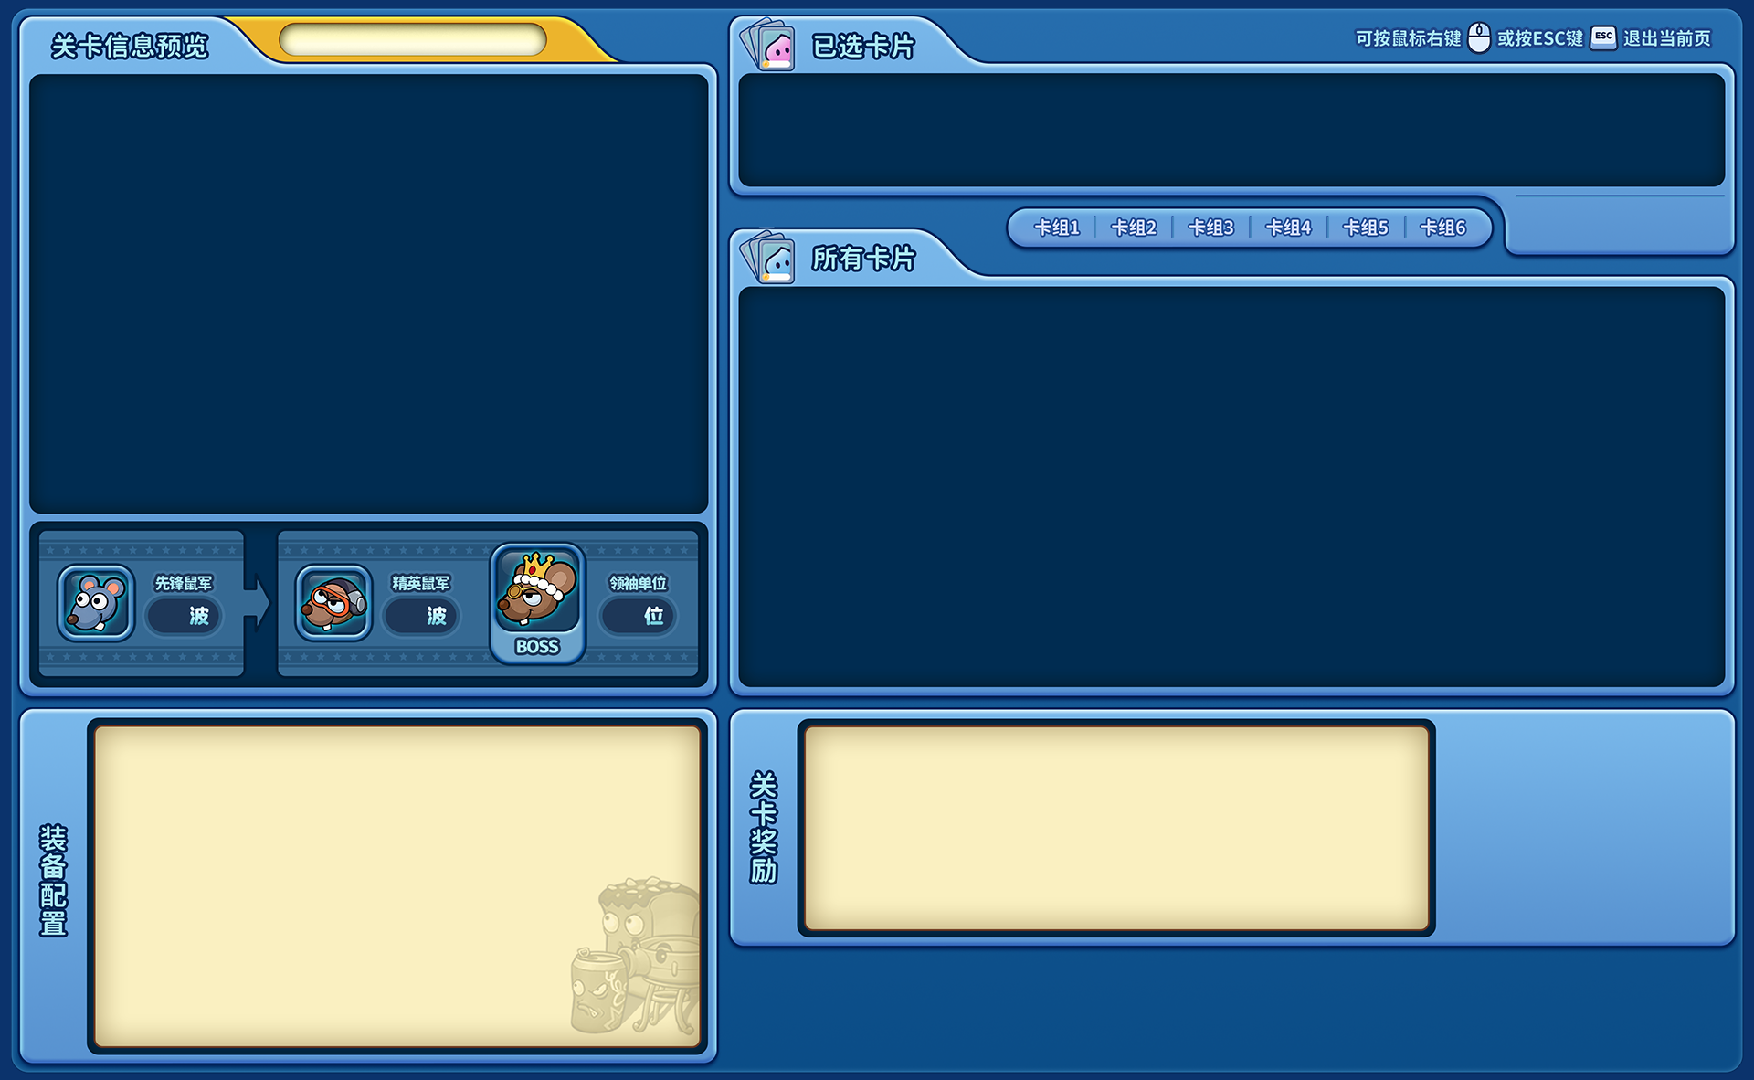 关卡信息预览
已选卡片
可按鼠标右键 或按ESC键 ESC 退出当前页
卡组1 卡组2 卡组3 卡组4 卡组5 卡组6
所有卡片
先锋鼠军
波
精英鼠军
波
BOSS
领袖单位
位
装备配置
关卡奖励